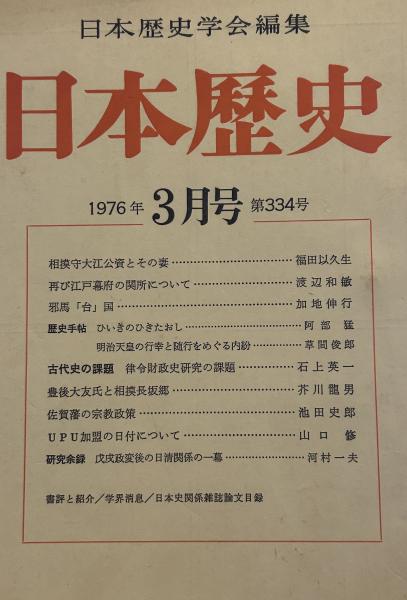 日本歴史学会編集
日本歴史
1976年 3月号 第334号
相摸守大江公資とその妻…………………………福田以久生
再び江戸幕府の関所について……………………渡辺和敏
邪馬「台」国………………………………………加地伸行
歴史手帖 ひいきのひきたおし……………………阿部猛
明治天皇の行幸と随行をめぐる内紛………草間俊郎
古代史の課題 律令財政史研究の課題……………石上英一
豊後大友氏と相摸長坂郷…………………………芥川龍男
佐賀藩の宗教政策…………………………………池田史郎
UPU加盟の日付について………………………山口修
研究余録 戊戌政変後の日清関係の一幕…………河村一夫
書評と紹介/学界消息/日本史関係雑誌論文目録